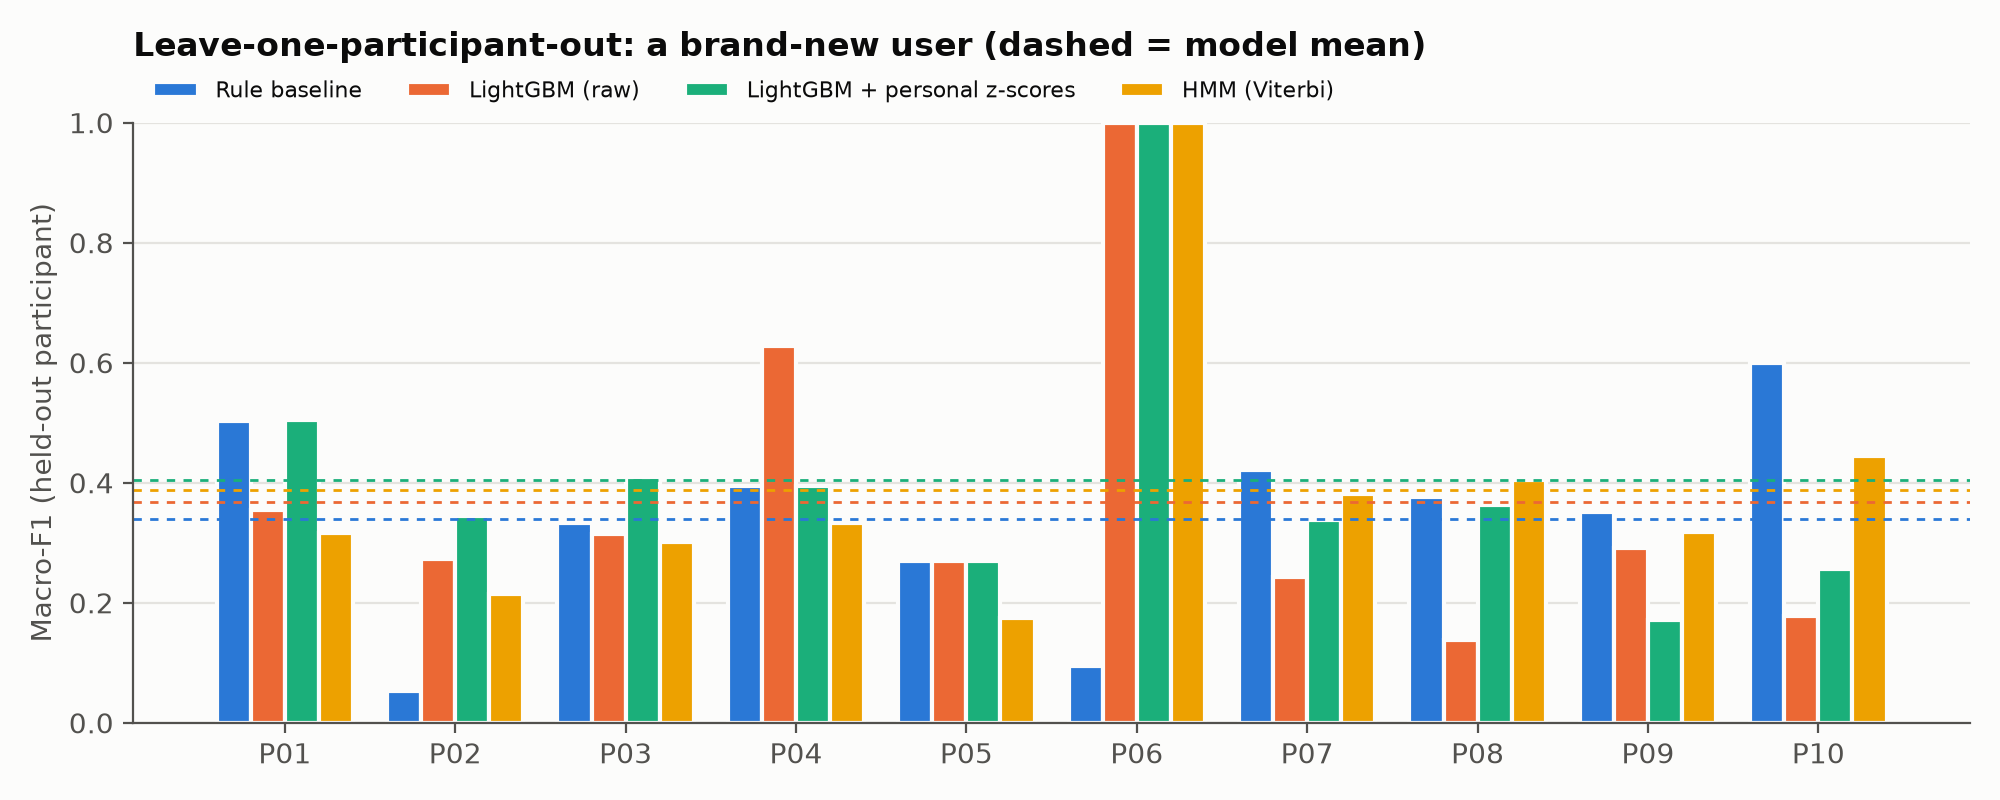 Leave-one-participant-out: a brand-new user (dashed = model mean)
Rule baseline LightGBM (raw) LightGBM + personal z-scores HMM (Viterbi)
Macro-F1 (held-out participant)
1.0
0.8
0.6
0.4
0.2
0.0
P01 P02 P03 P04 P05 P06 P07 P08 P09 P10